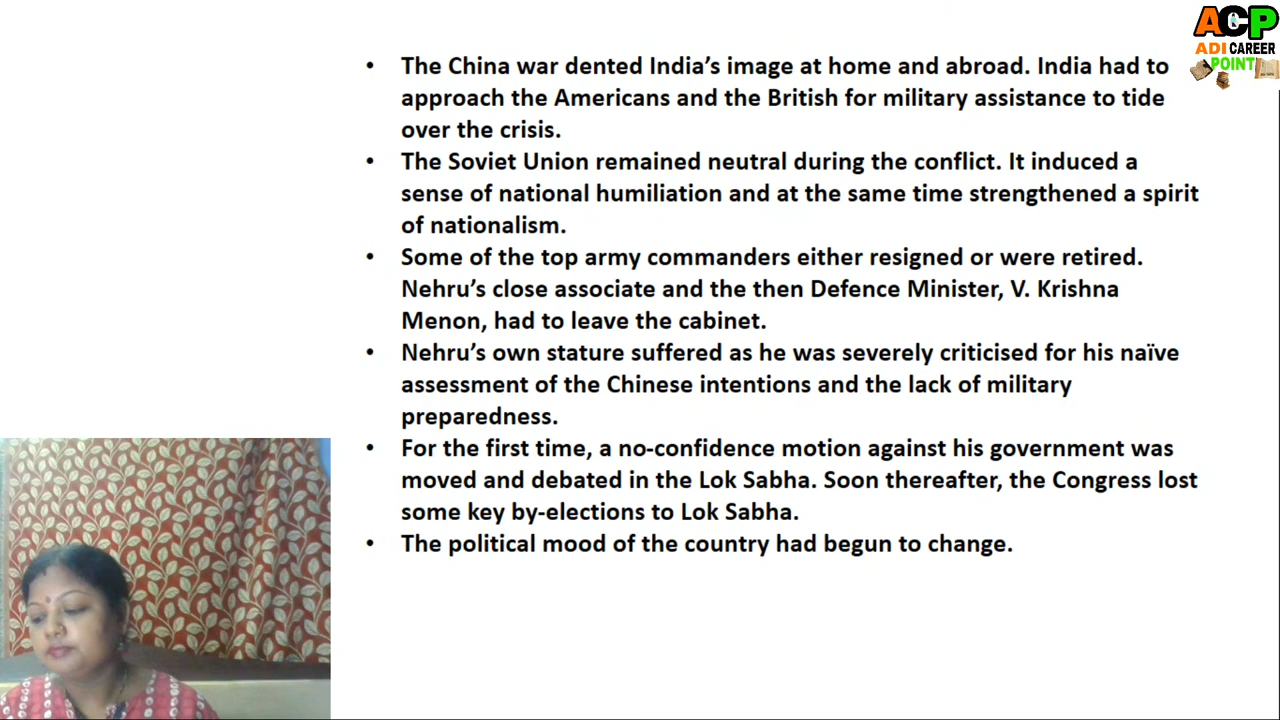 ACP
ADI CAREER
POINT
• The China war dented India's image at home and abroad. India had to
approach the Americans and the British for military assistance to tide
over the crisis.
• The Soviet Union remained neutral during the conflict. It induced a
sense of national humiliation and at the same time strengthened a spirit
of nationalism.
• Some of the top army commanders either resigned or were retired.
Nehru's close associate and the then Defence Minister, V. Krishna
Menon, had to leave the cabinet.
• Nehru's own stature suffered as he was severely criticised for his naïve
assessment of the Chinese intentions and the lack of military
preparedness.
• For the first time, a no-confidence motion against his government was
moved and debated in the Lok Sabha. Soon thereafter, the Congress lost
some key by-elections to Lok Sabha.
• The political mood of the country had begun to change.